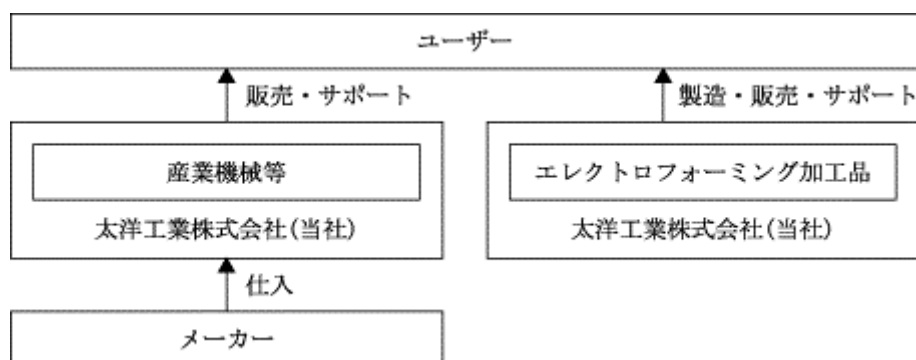 ユーザー
販売・サポート
製造・販売・サポート
産業機械等
エレクトロフォーミング加工品
太洋工業株式会社(当社)
太洋工業株式会社(当社)
仕入
メーカー